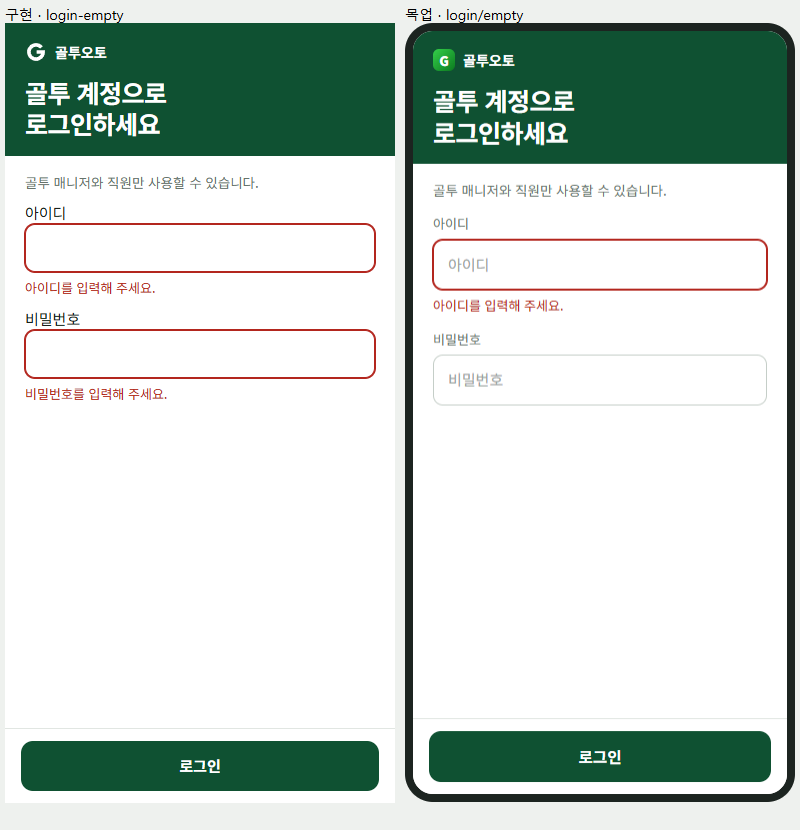 구현 · login-empty
골투오토
골투 계정으로
로그인하세요
골투 매니저와 직원만 사용할 수 있습니다.
아이디
아이디를 입력해 주세요.
비밀번호
비밀번호를 입력해 주세요.
로그인
목업 · login/empty
G 골투오토
골투 계정으로
로그인하세요
골투 매니저와 직원만 사용할 수 있습니다.
아이디
아이디
아이디를 입력해 주세요.
비밀번호
비밀번호
로그인